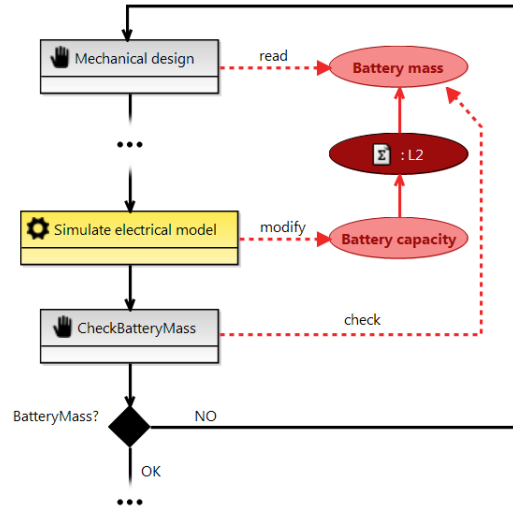 Mechanical design
read
Battery mass
•••
Σ : L2
Simulate electrical model
modify
Battery capacity
CheckBatteryMass
check
BatteryMass?
NO
OK
•••